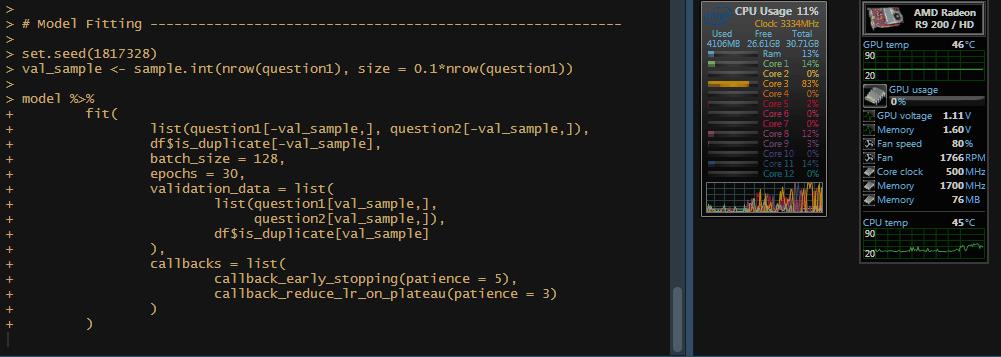 >
> # Model Fitting -----------------------------------------------------------
>
> set.seed(1817328)
> val_sample <- sample.int(nrow(question1), size = 0.1*nrow(question1))
>
> model %>%
+ fit(
+ list(question1[-val_sample,], question2[-val_sample,]),
+ df$is_duplicate[-val_sample],
+ batch_size = 128,
+ epochs = 30,
+ validation_data = list(
+ list(question1[val_sample,],
+ question2[val_sample,]),
+ df$is_duplicate[val_sample]
+ ),
+ callbacks = list(
+ callback_early_stopping(patience = 5),
+ callback_reduce_lr_on_plateau(patience = 3)
+ )
+ )
CPU Usage 11%
Clock: 3334MHz
Used Free Total
4106MB 26.61GB 30.71GB
Ram 13%
Core 1 14%
Core 2 0%
Core 3 83%
Core 4 0%
Core 5 2%
Core 6 0%
Core 7 0%
Core 8 12%
Core 9 3%
Core 10 0%
Core 11 14%
Core 12 0%
AMD Radeon
R9 200 / HD
GPU temp 46°C
90
20
GPU usage
0%
GPU voltage 1.11V
Memory 1.60V
Fan speed 80%
Fan 1766RPM
Core clock 500MHz
Memory 1700MHz
Memory 76MB
CPU temp 45°C
90
20